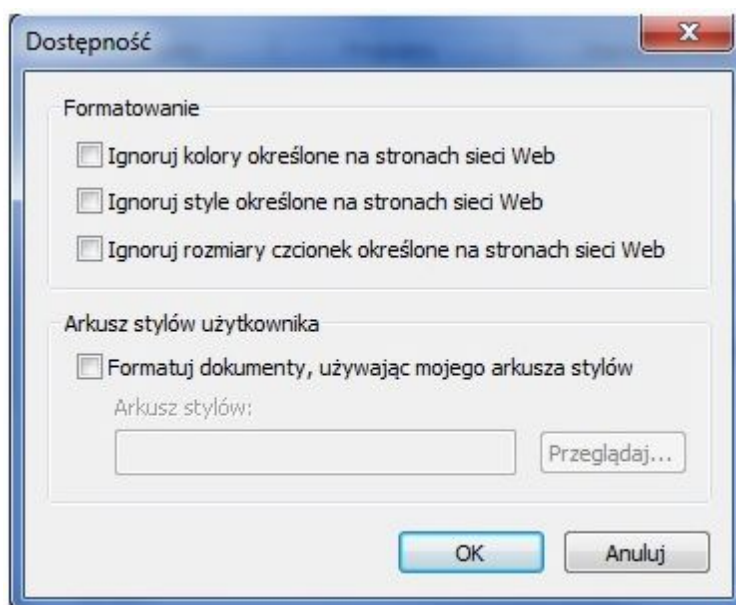 Dostępność
Formatowanie
Ignoruj kolory określone na stronach sieci Web
Ignoruj style określone na stronach sieci Web
Ignoruj rozmiary czcionek określone na stronach sieci Web
Arkusz stylów użytkownika
Formatuj dokumenty, używając mojego arkusza stylów
Arkusz stylów:
Przeglądaj...
OK Anuluj